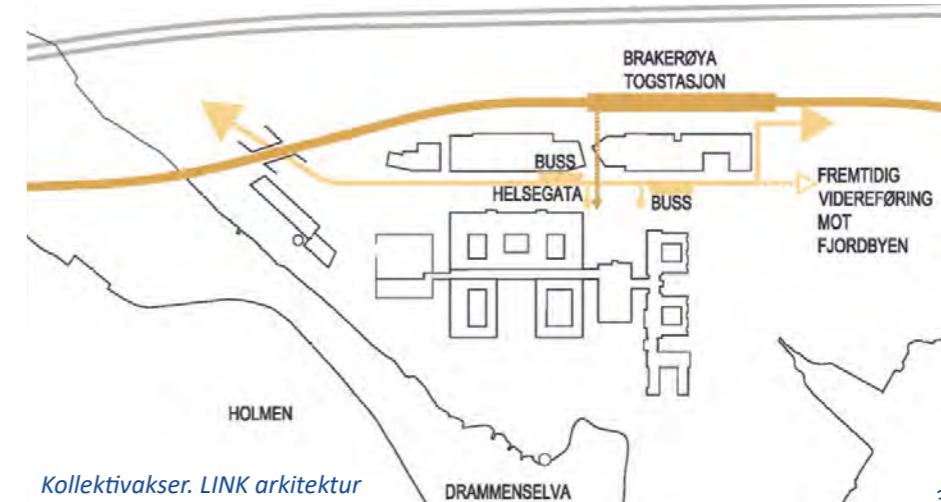 BRAKERØYA
TOGSTASJON
BUSS
HELSEGATA
BUSS
FREMTIDIG
VIDEREFØRING
MOT
FJORDBYEN
HOLMEN
DRAMMENSELVA
Kollektivakser. LINK arkitektur